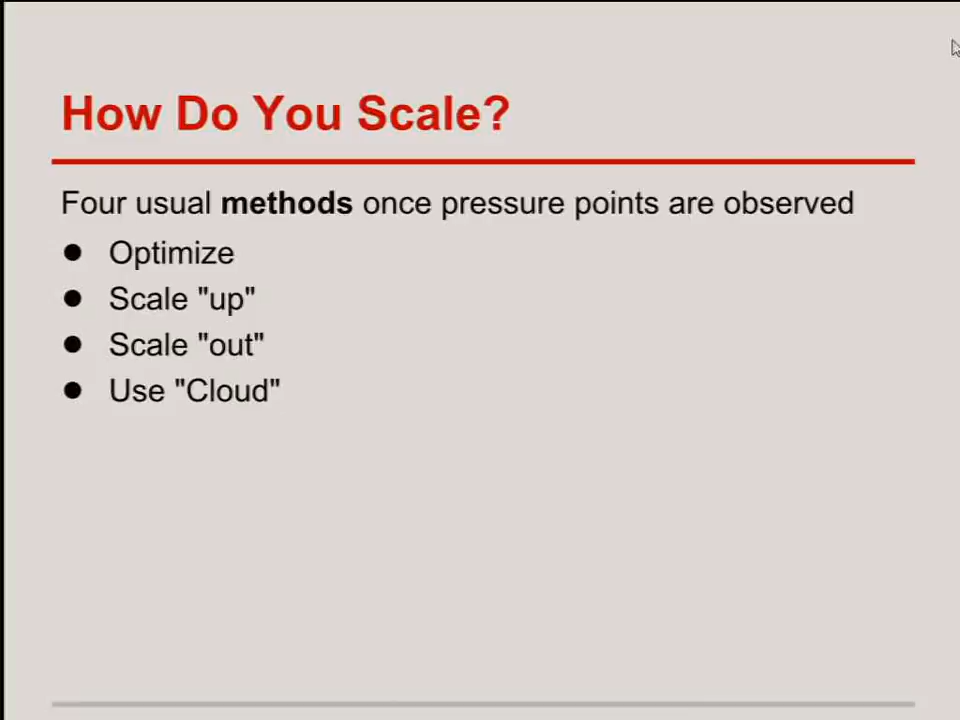 How Do You Scale?
Four usual methods once pressure points are observed
● Optimize
● Scale "up"
● Scale "out"
● Use "Cloud"